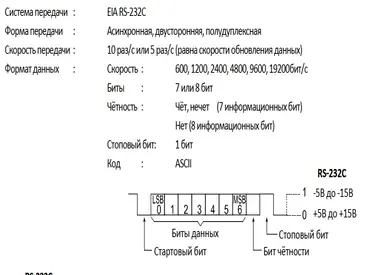 Система передачи : EIA RS-232C
Форма передачи : Асинхронная, двусторонняя, полудуплексная
Скорость передачи : 10 раз/с или 5 раз/с (равна скорости обновления данных)
Формат данных : Скорость : 600, 1200, 2400, 4800, 9600, 19200бит/с
Биты : 7 или 8 бит
Чётность : Чёт, нечет (7 информационных бит)
Нет (8 информационных бит)
Стоповый бит: 1 бит
Код : ASCII
RS-232C
LSB MSB
0 1 2 3 4 5 6
1 -5В до -15В
0 +5В до +15В
Биты данных
Стоповый бит
Стартовый бит
Бит чётности
RS-232C